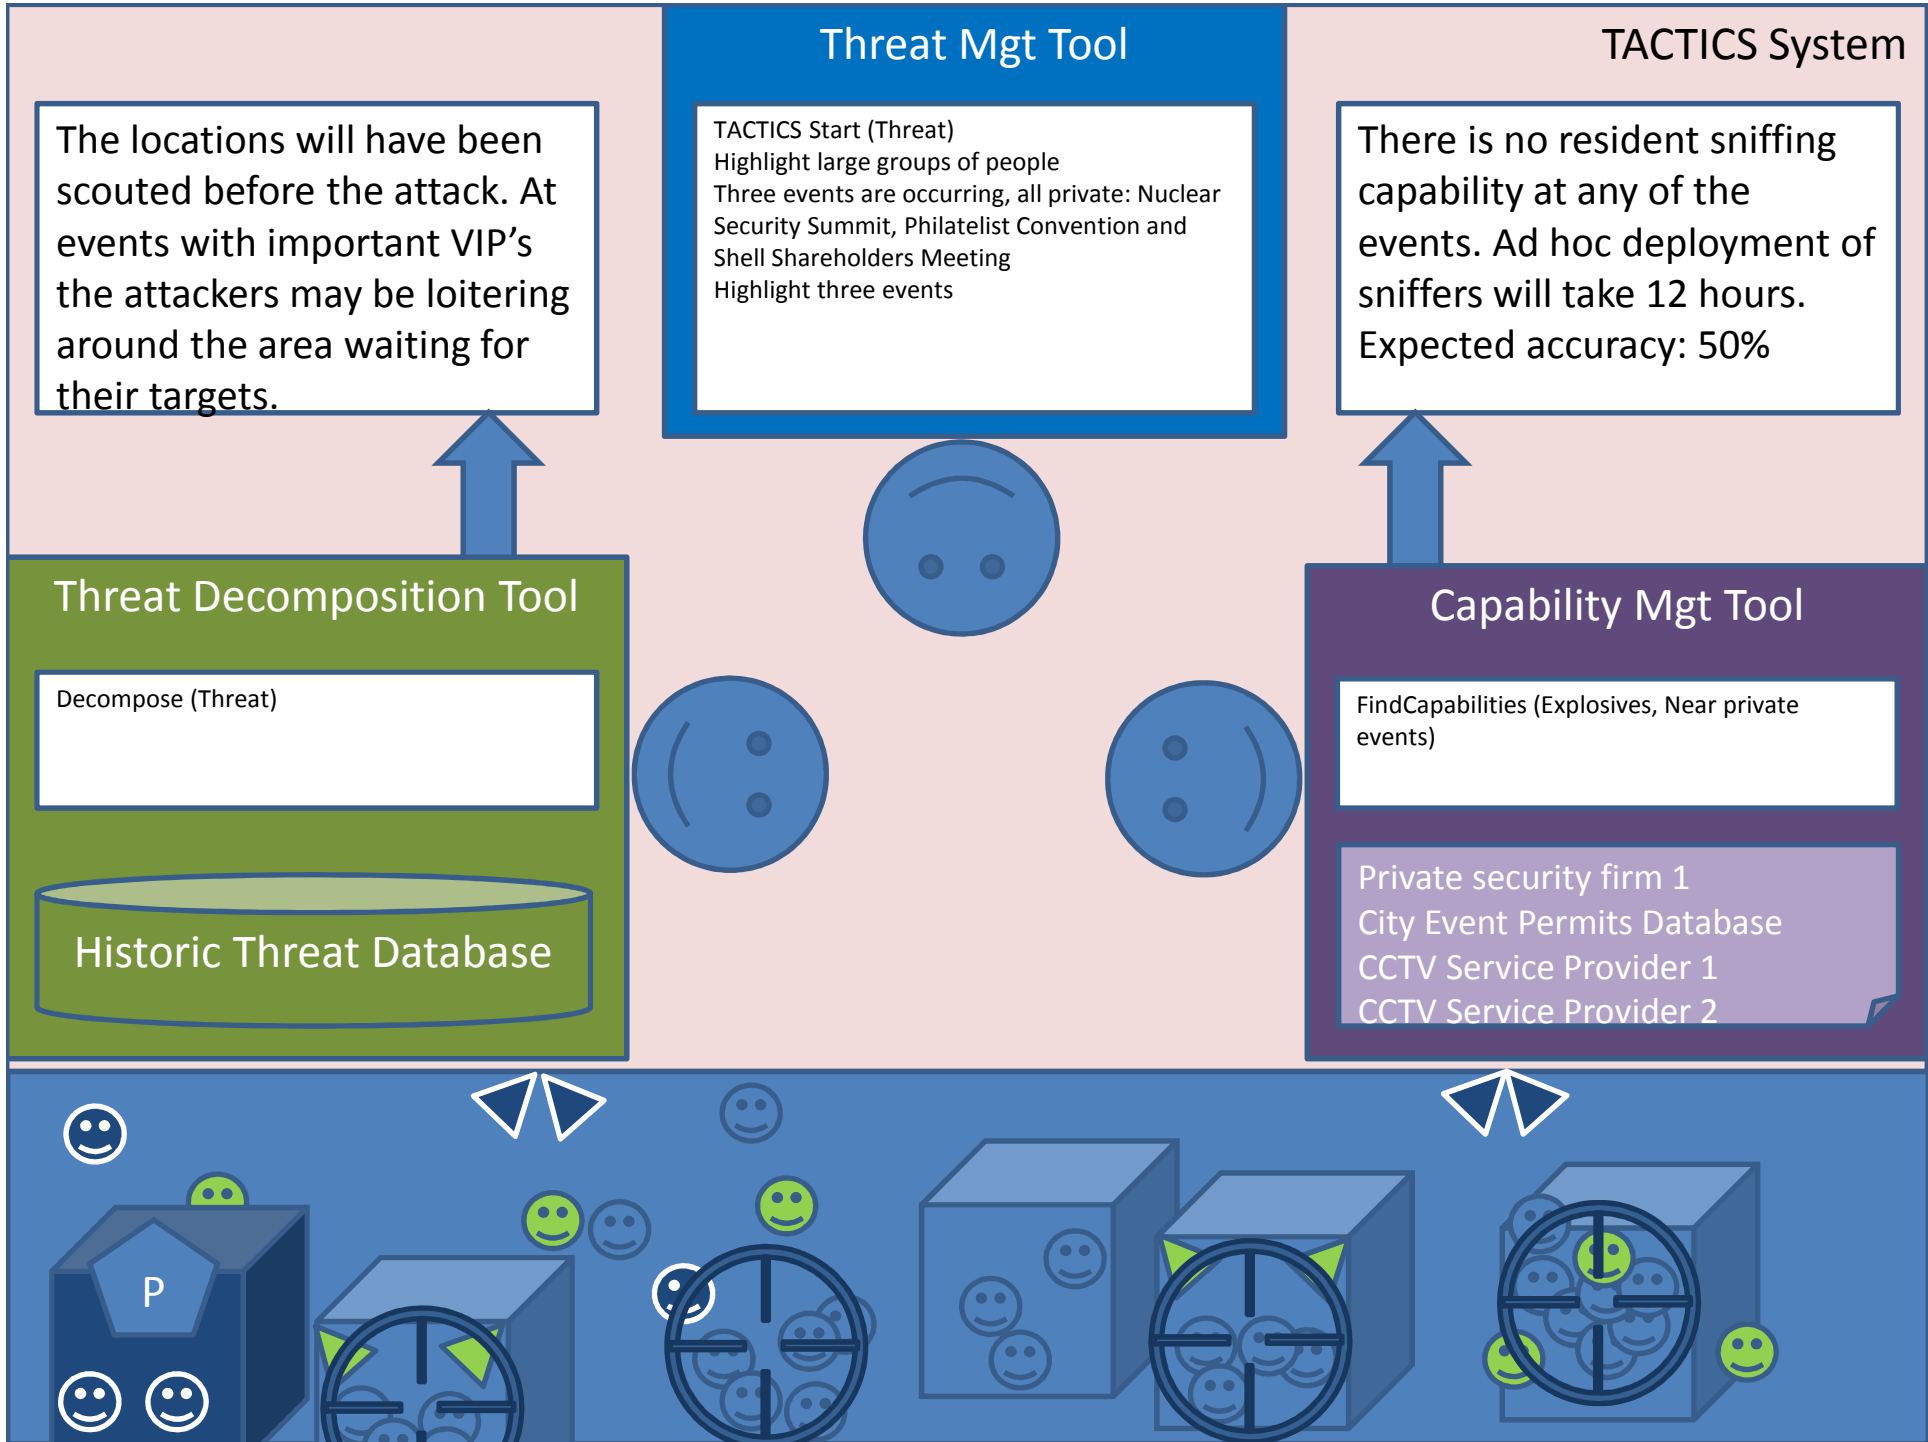 Threat Mgt Tool
TACTICS System
The locations will have been
scouted before the attack. At
events with important VIP’s
the attackers may be loitering
around the area waiting for
their targets.
TACTICS Start (Threat)
Highlight large groups of people
Three events are occurring, all private: Nuclear
Security Summit, Philatelist Convention and
Shell Shareholders Meeting
Highlight three events
There is no resident sniffing
capability at any of the
events. Ad hoc deployment of
sniffers will take 12 hours.
Expected accuracy: 50%
Threat Decomposition Tool
Decompose (Threat)
Historic Threat Database
Capability Mgt Tool
FindCapabilities (Explosives, Near private
events)
Private security firm 1
City Event Permits Database
CCTV Service Provider 1
CCTV Service Provider 2
P